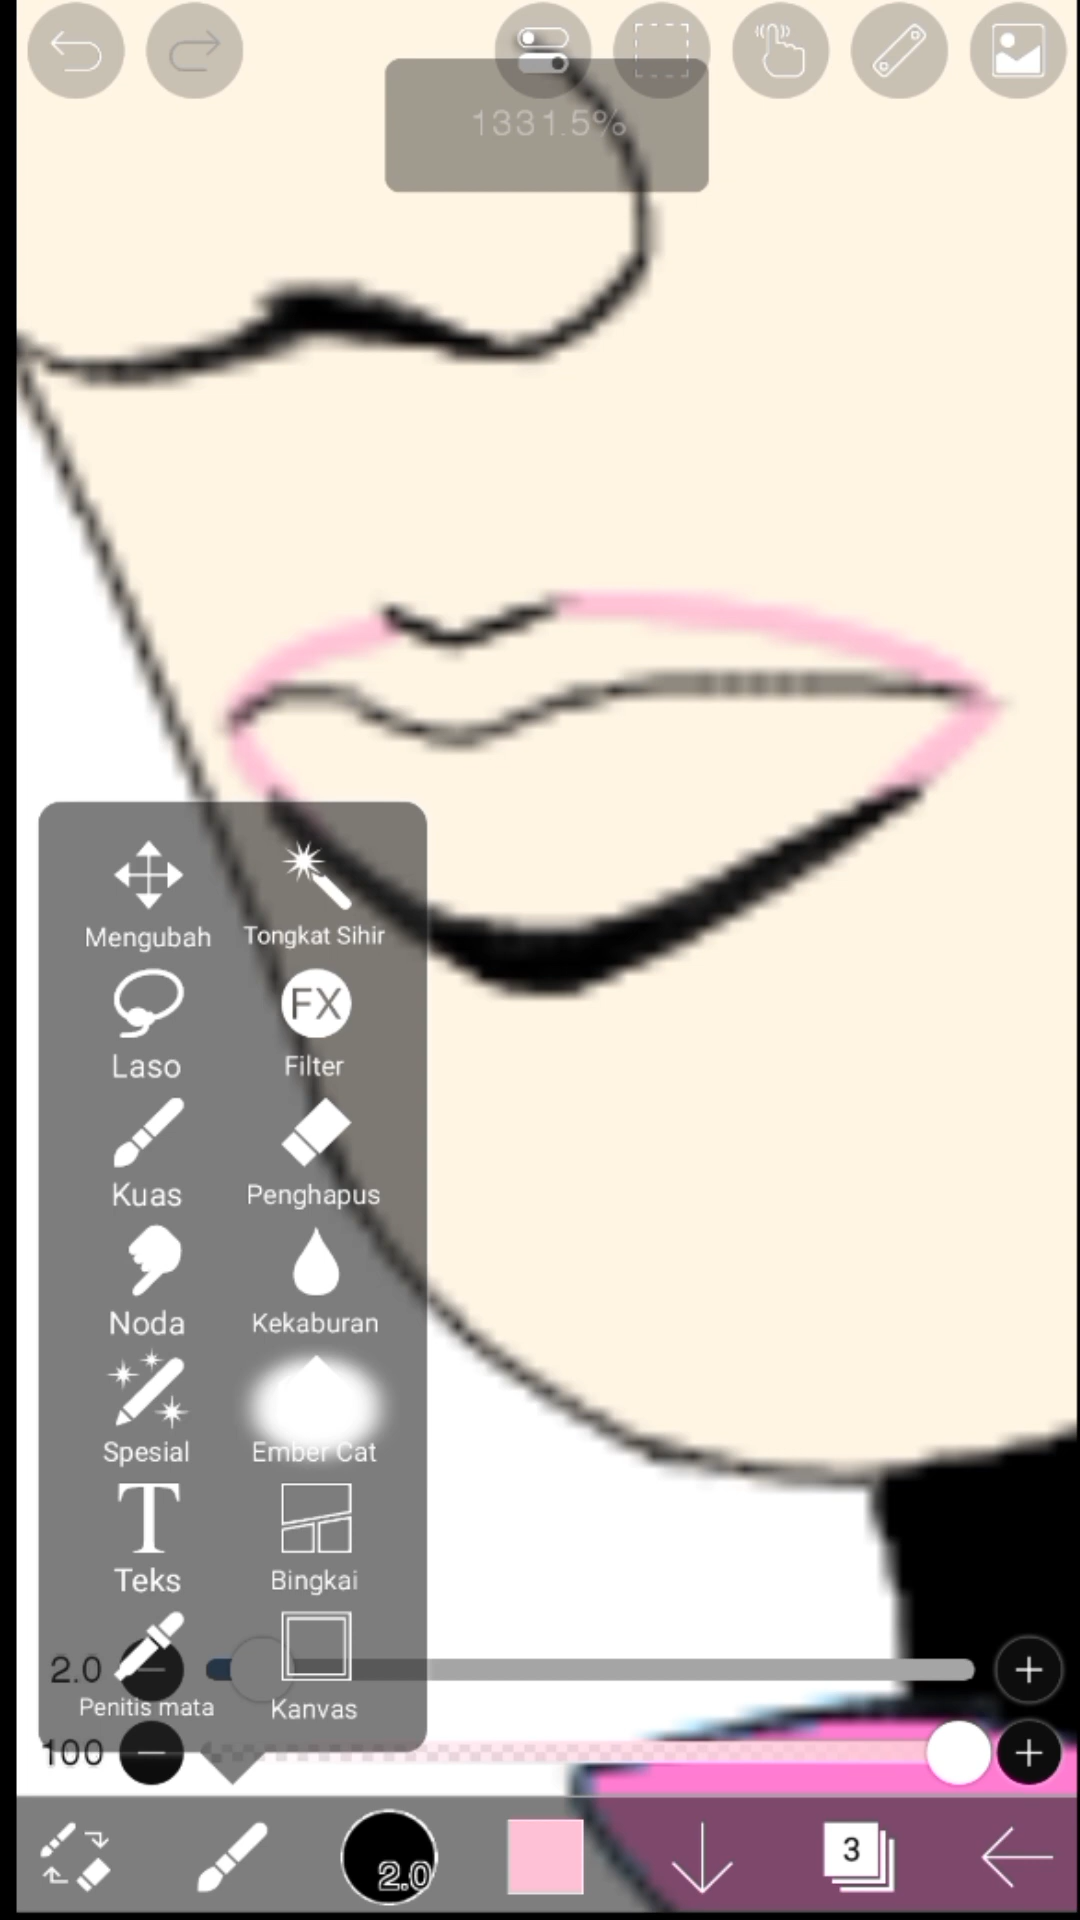 1331.5%
Mengubah
Tongkat Sihir
Laso
FX
Filter
Kuas
Penghapus
Noda
Kekaburan
Spesial
Ember Cat
T
Teks
Bingkai
2.0
Penitis mata
Kanvas
100
2.0
3